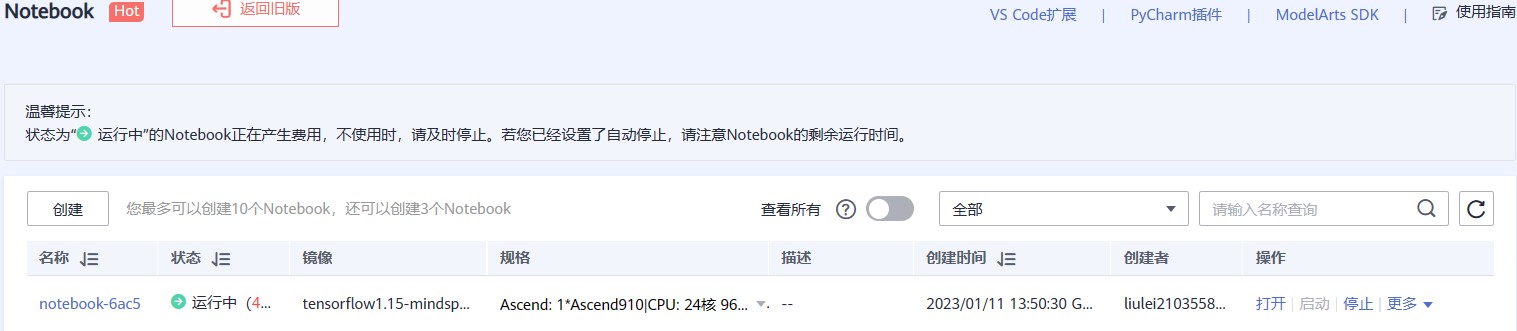 Notebook Hot 返回旧版 VS Code扩展 | PyCharm插件 | ModelArts SDK | 使用指南
温馨提示：
状态为“运行中”的Notebook正在产生费用，不使用时，请及时停止。若您已经设置了自动停止，请注意Notebook的剩余运行时间。
创建 您最多可以创建10个Notebook，还可以创建3个Notebook 查看所有 ? 全部 请输入名称查询
名称 状态 镜像 规格 描述 创建时间 创建者 操作
notebook-6ac5 运行中（4... tensorflow1.15-mindsp... Ascend: 1*Ascend910|CPU: 24核 96... -- 2023/01/11 13:50:30 G... liulei2103558... 打开 | 启动 | 停止 | 更多